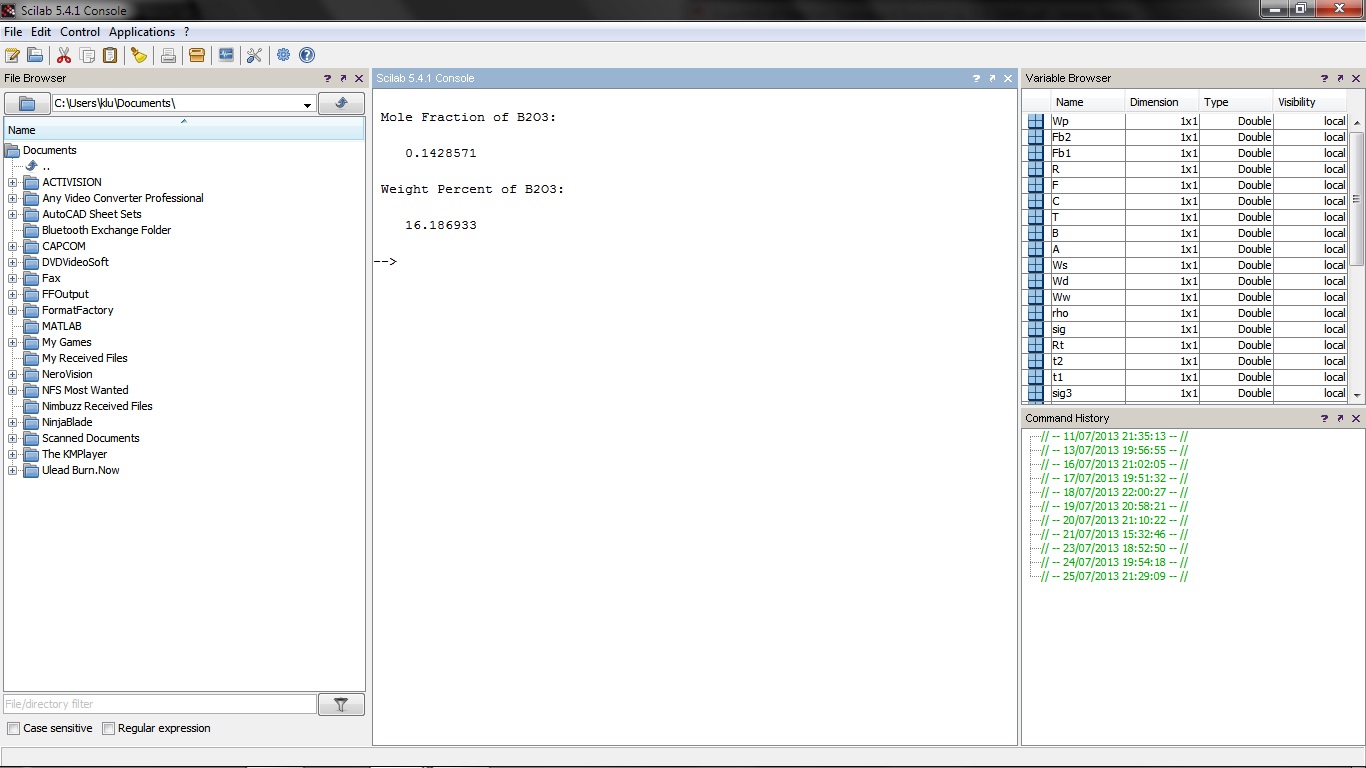 Scilab 5.4.1 Console
File Edit Control Applications ?
File Browser ? ↗ ✕
C:\Users\klu\Documents\
Name
Documents
..
ACTIVISION
Any Video Converter Professional
AutoCAD Sheet Sets
Bluetooth Exchange Folder
CAPCOM
DVDVideoSoft
Fax
FFOutput
FormatFactory
MATLAB
My Games
My Received Files
NeroVision
NFS Most Wanted
Nimbuzz Received Files
NinjaBlade
Scanned Documents
The KMPlayer
Ulead Burn.Now
File/directory filter
Case sensitive Regular expression
Scilab 5.4.1 Console ? ↗ ✕
Mole Fraction of B2O3:
0.1428571
Weight Percent of B2O3:
16.186933
-->
Variable Browser ? ↗ ✕
Name Dimension Type Visibility
Wp 1x1 Double local
Fb2 1x1 Double local
Fb1 1x1 Double local
R 1x1 Double local
F 1x1 Double local
C 1x1 Double local
T 1x1 Double local
B 1x1 Double local
A 1x1 Double local
Ws 1x1 Double local
Wd 1x1 Double local
Ww 1x1 Double local
rho 1x1 Double local
sig 1x1 Double local
Rt 1x1 Double local
t2 1x1 Double local
t1 1x1 Double local
sig3 1x1 Double local
Command History ? ↗ ✕
// -- 11/07/2013 21:35:13 -- //
// -- 13/07/2013 19:56:55 -- //
// -- 16/07/2013 21:02:05 -- //
// -- 17/07/2013 19:51:32 -- //
// -- 18/07/2013 22:00:27 -- //
// -- 19/07/2013 20:58:21 -- //
// -- 20/07/2013 21:10:22 -- //
// -- 21/07/2013 15:32:46 -- //
// -- 23/07/2013 18:52:50 -- //
// -- 24/07/2013 19:54:18 -- //
// -- 25/07/2013 21:29:09 -- //